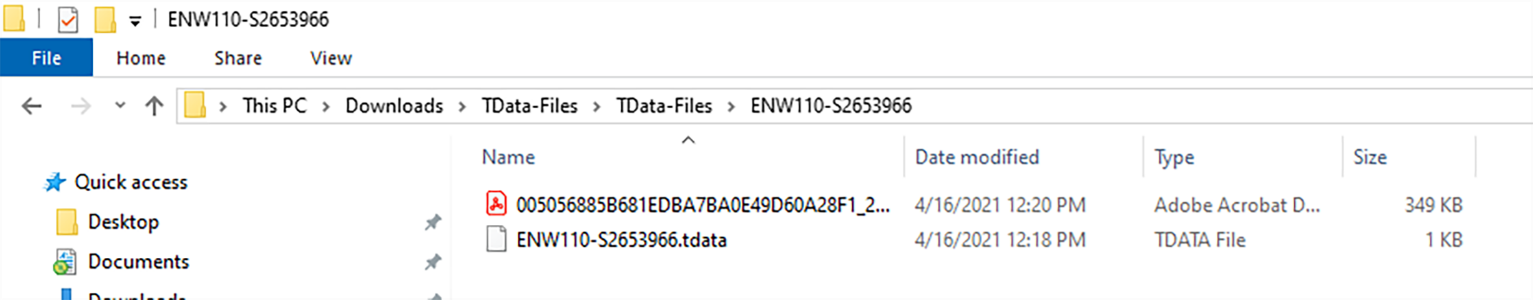 ENW110-S2653966
File Home Share View
This PC > Downloads > TData-Files > TData-Files > ENW110-S2653966
Name Date modified Type Size
Quick access
005056885B681EDBA7BA0E49D60A28F1_2... 4/16/2021 12:20 PM Adobe Acrobat D... 349 KB
Desktop
ENW110-S2653966.tdata 4/16/2021 12:18 PM TDATA File 1 KB
Documents
Downloads